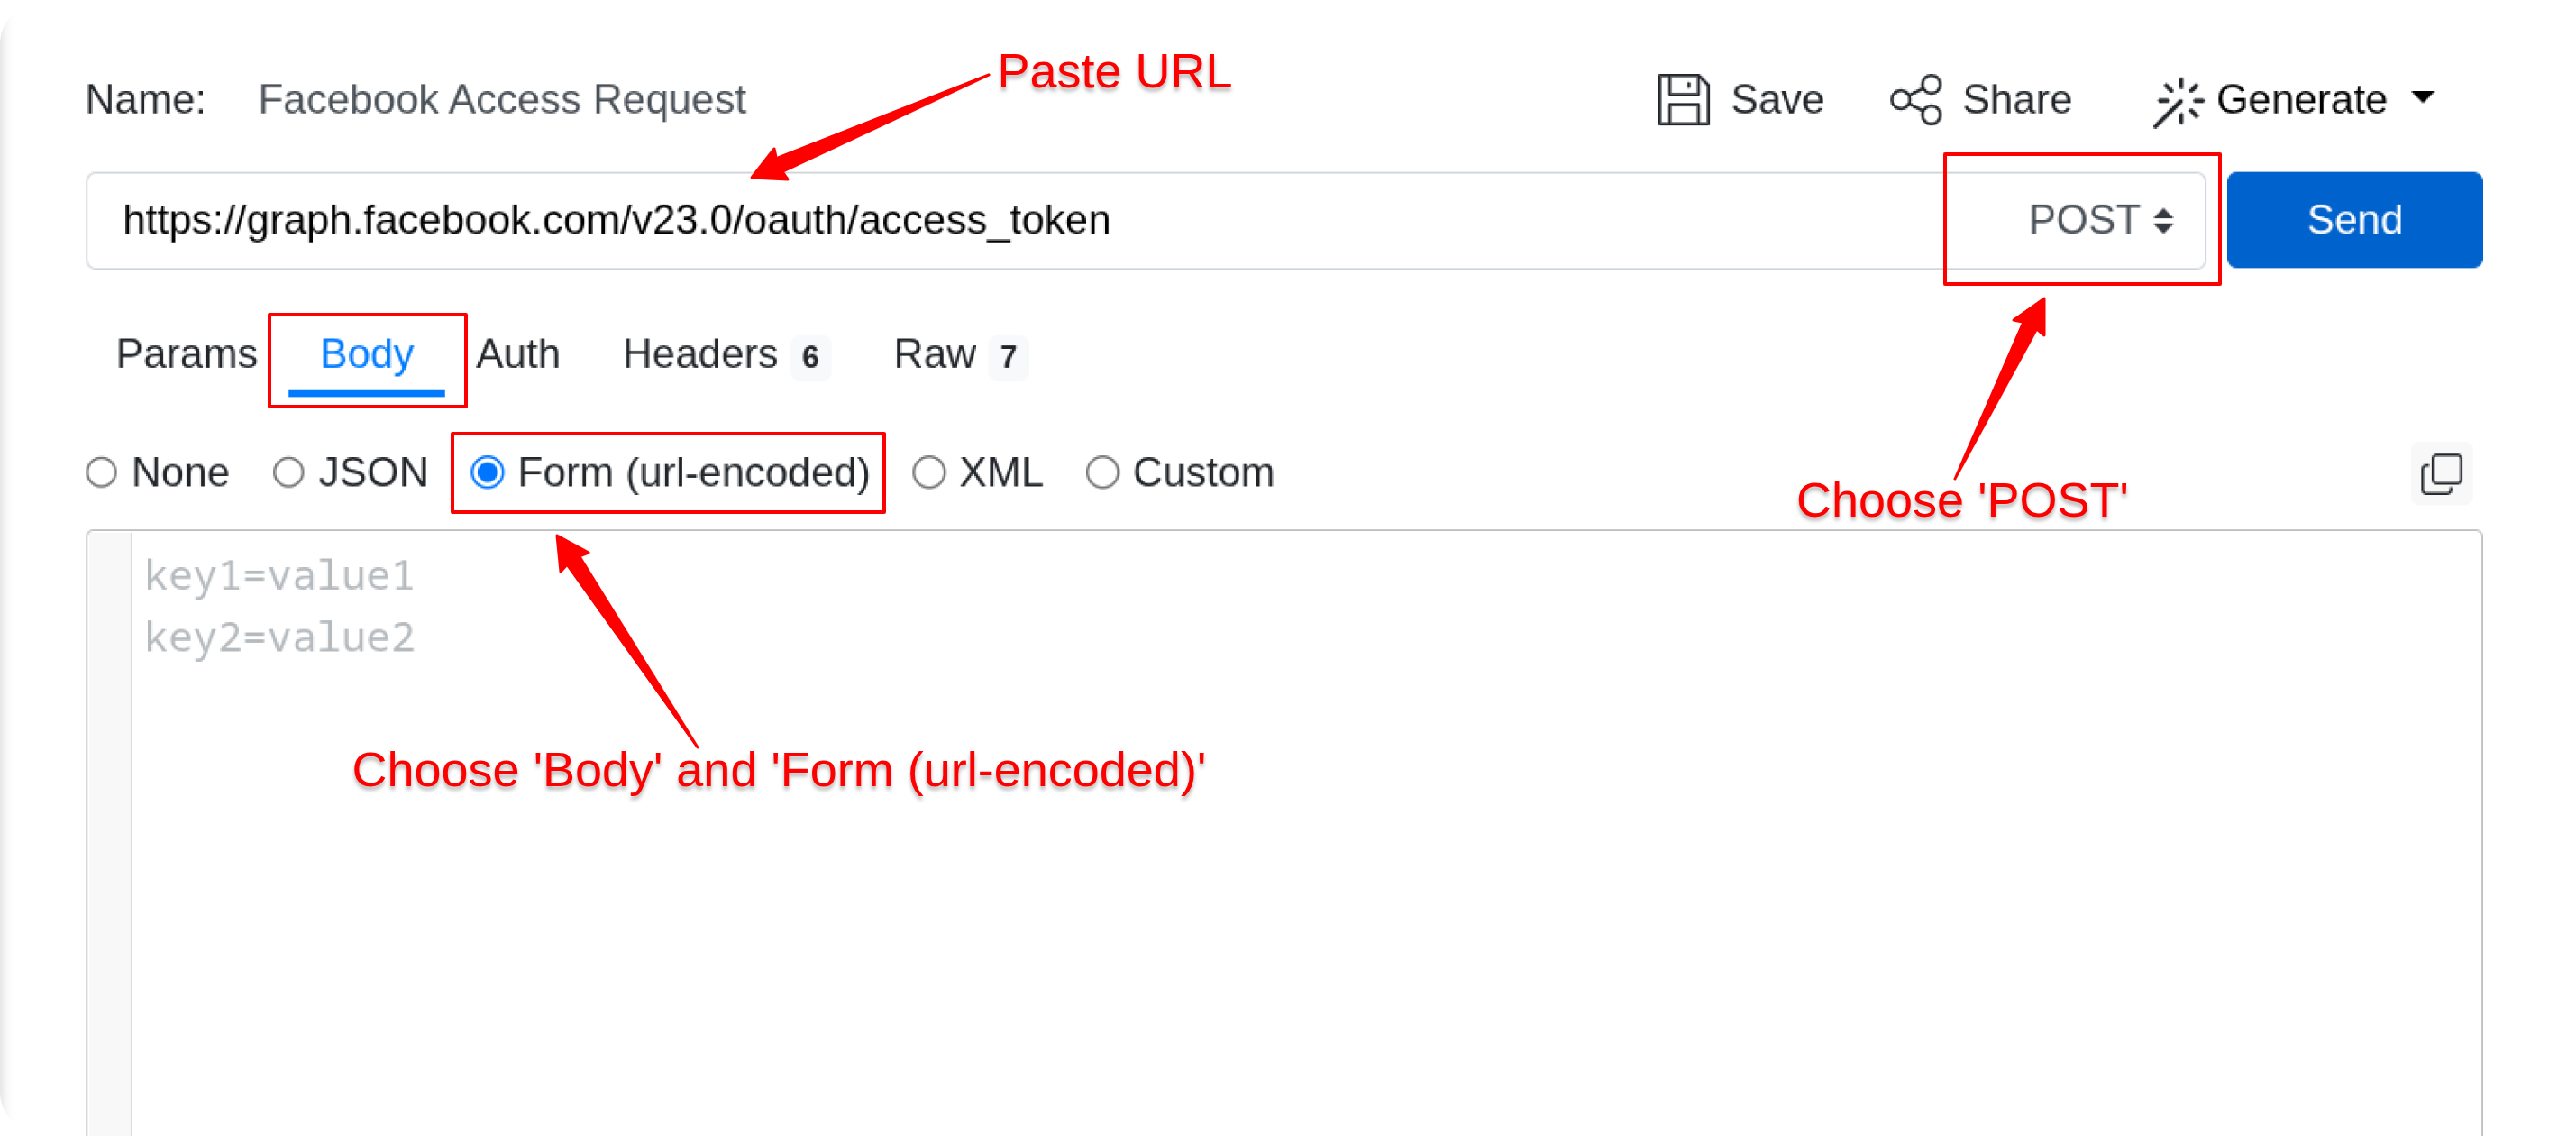 Paste URL
Name: Facebook Access Request Save Share Generate
https://graph.facebook.com/v23.0/oauth/access_token POST Send
Params Body Auth Headers 6 Raw 7
None JSON Form (url-encoded) XML Custom
Choose 'POST'
key1=value1
key2=value2
Choose 'Body' and 'Form (url-encoded)'